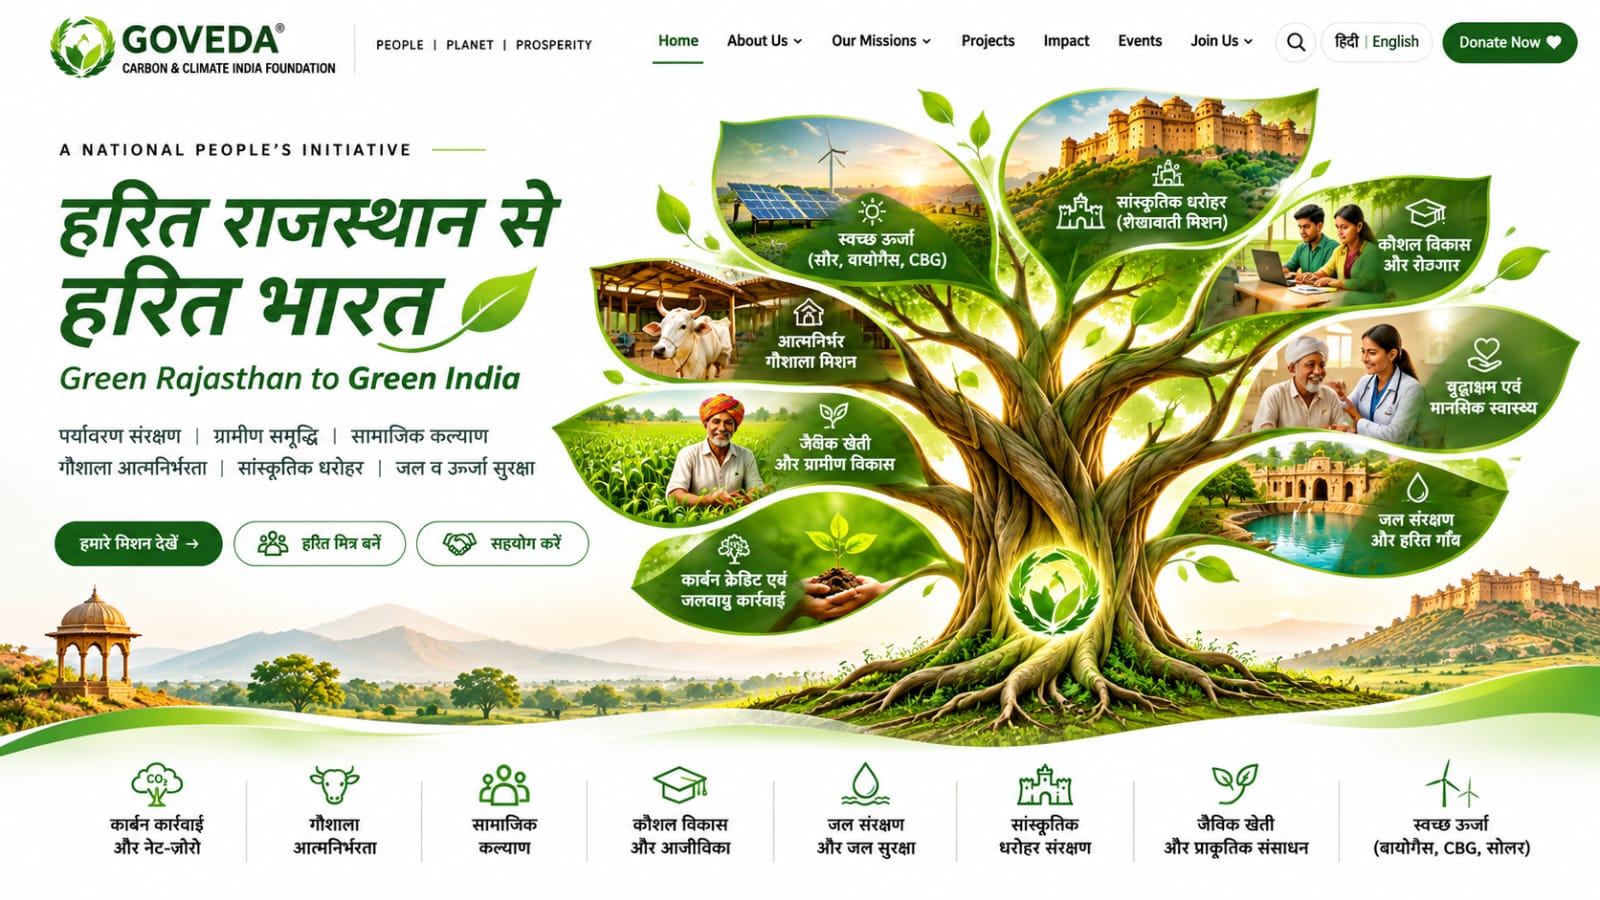 GOVEDA®
CARBON & CLIMATE INDIA FOUNDATION
PEOPLE | PLANET | PROSPERITY
Home
About Us
Our Missions
Projects
Impact
Events
Join Us
हिंदी | English
Donate Now
A NATIONAL PEOPLE'S INITIATIVE
हरित राजस्थान से
हरित भारत
Green Rajasthan to Green India
पर्यावरण संरक्षण | ग्रामीण समृद्धि | सामाजिक कल्याण
गौशाला आत्मनिर्भरता | सांस्कृतिक धरोहर | जल व ऊर्जा सुरक्षा
हमारे मिशन देखें →
हरित मित्र बनें
सहयोग करें
स्वच्छ ऊर्जा
(सौर, बायोगैस, CBG)
सांस्कृतिक धरोहर
(शेखावाती मिशन)
कौशल विकास
और रोजगार
आत्मनिर्भर
गौशाला मिशन
एवं
मानसिक स्वास्थ्य
जैविक खेती
और ग्रामीण विकास
जल संरक्षण
और हरित गाँव
कार्बन क्रेडिट एवं
जलवायु कार्रवाई
CO₂
कार्बन कार्रवाई
और नेट-ज़ीरो
गौशाला
आत्मनिर्भरता
सामाजिक
कल्याण
कौशल विकास
और आजीविका
जल संरक्षण
और जल सुरक्षा
सांस्कृतिक
धरोहर संरक्षण
जैविक खेती
और प्राकृतिक संसाधन
स्वच्छ ऊर्जा
(बायोगैस, CBG, सोलर)